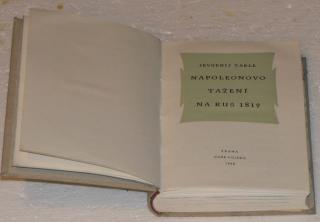 JEVGENIJ TARLE
NAPOLEONOVO
TAŽENÍ
NA RUS 1812
PRAHA
NAŠE VOJSKO